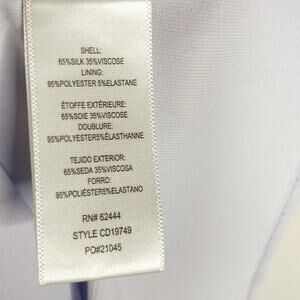 SHELL:
65%SILK 35%VISCOSE
LINING:
95%POLYESTER 5%ELASTANE
ÉTOFFE EXTÉRIEURE:
65%SOIE 35%VISCOSE
DOUBLURE:
95%POLYESTER5%ÉLASTHANNE
TEJIDO EXTERIOR:
65%SEDA 35%VISCOSA
FORRO:
95%POLIÉSTER5%ELASTANO
RN# 62444
STYLE CD19749
PO#21045